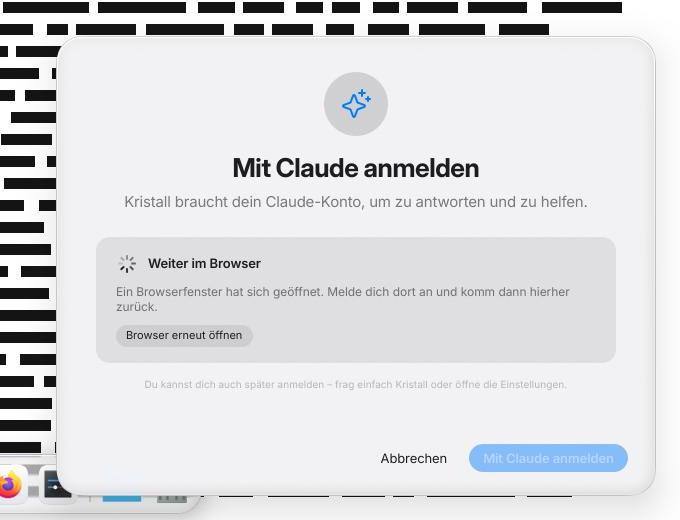 Mit Claude anmelden
Kristall braucht dein Claude-Konto, um zu antworten und zu helfen.
Weiter im Browser
Ein Browserfenster hat sich geöffnet. Melde dich dort an und komm dann hierher
zurück.
Browser erneut öffnen
Du kannst dich auch später anmelden – frag einfach Kristall oder öffne die Einstellungen.
Abbrechen
Mit Claude anmelden